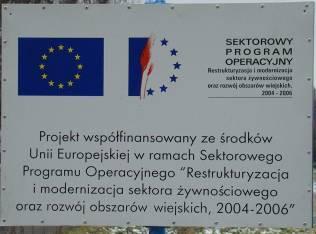 SEKTOROWY
PROGRAM
OPERACYJNY
Restrukturyzacja i modernizacja
sektora żywnościowego
oraz rozwój obszarów wiejskich,
2004 - 2006
Projekt współfinansowany ze środków
Unii Europejskiej w ramach Sektorowego
Programu Operacyjnego "Restrukturyzacja
i modernizacja sektora żywnościowego
oraz rozwój obszarów wiejskich, 2004-2006"